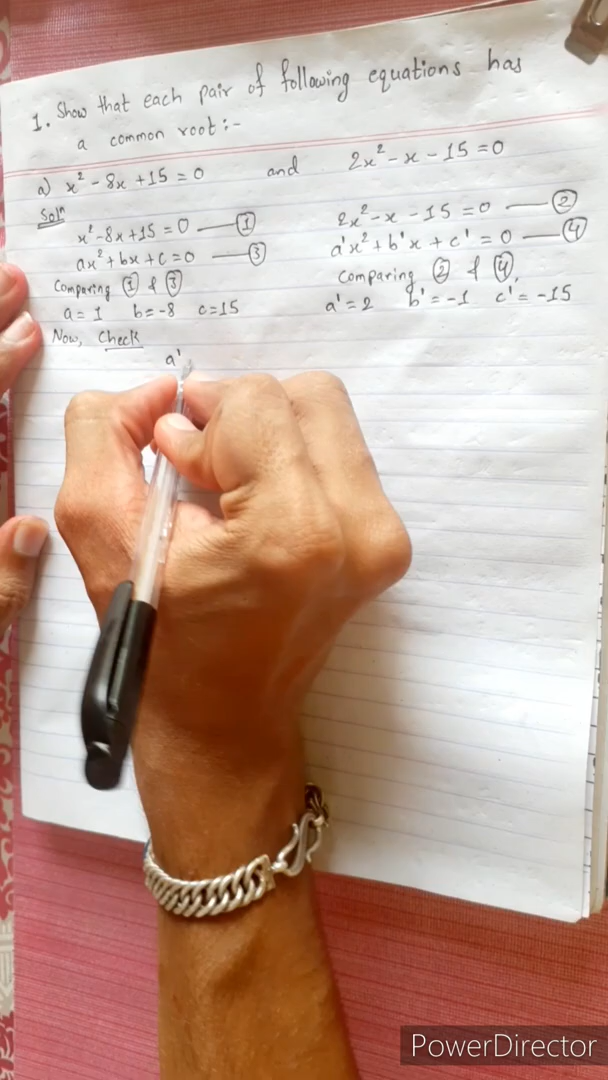 1. Show that each pair of following equations has
a common root:-
a) x² - 8x + 15 = 0 and 2x² - x - 15 = 0
Solⁿ
x² - 8x + 15 = 0 —— ① 2x² - x - 15 = 0 —— ②
ax² + bx + c = 0 —— ③ a'x² + b'x + c' = 0 —— ④
Comparing ① & ③ Comparing ② & ④,
a = 1 b = -8 c = 15 a' = 2 b' = -1 c' = -15
Now, Check
a'
PowerDirector